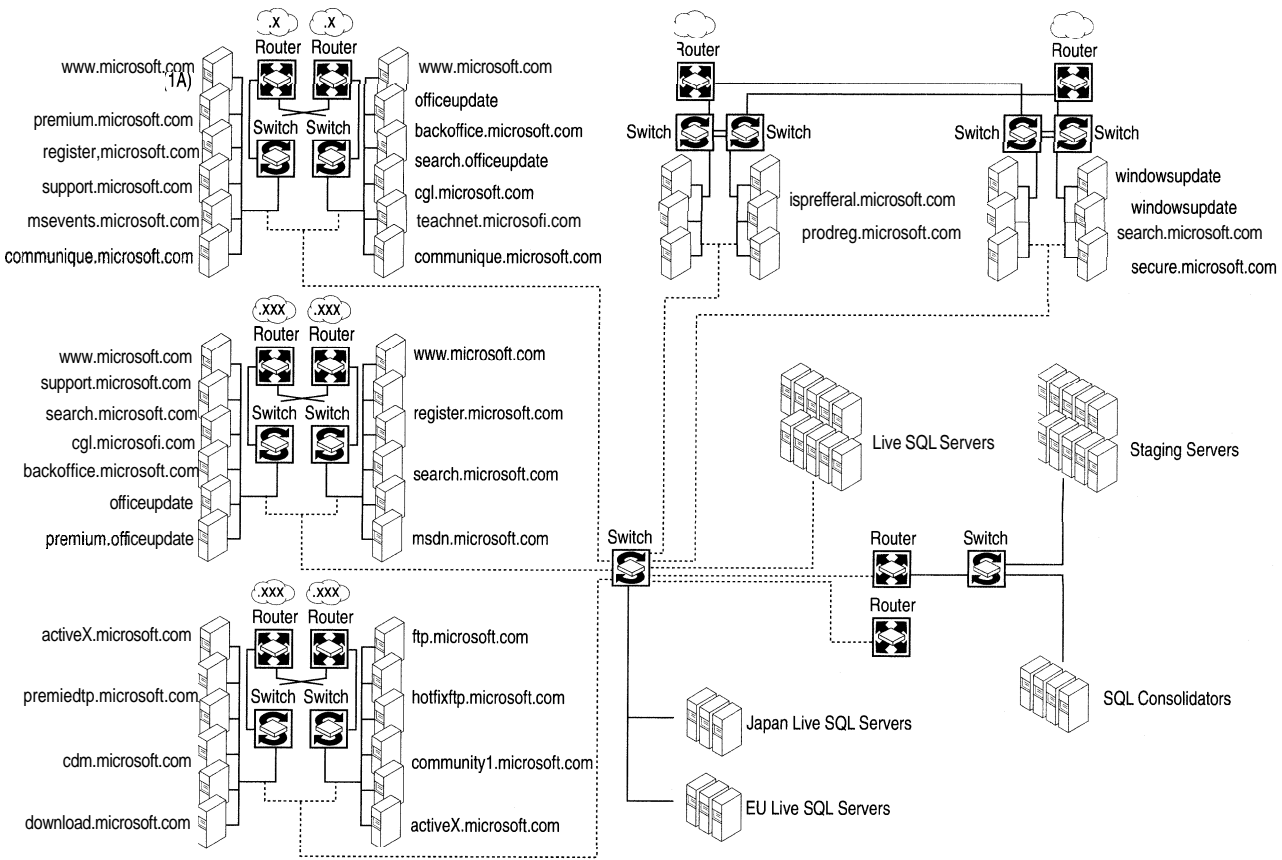 .x
.x
Router
Router
www.microsoft.com
(1A)
premium.microsoft.com
register,microsoft.com
support.microsoft.com
msevents.microsoft.com
communique.microsoft.com
Switch
Switch
www.microsoft.com
officeupdate
backoffice.microsoft.com
search.officeupdate
cgl.microsoft.com
teachnet.microsofi.com
communique.microsoft.com
Router
Router
Switch
Switch
Switch
Switch
isprefferal.microsoft.com
prodreg.microsoft.com
windowsupdate
windowsupdate
search.microsoft.com
secure.microsoft.com
.xxx
.xxx
Router
Router
www.microsoft.com
support.microsoft.com
search.microsoft.com
cgl.microsofi.com
backoffice.microsoft.com
officeupdate
premium.officeupdate
Switch
Switch
www.microsoft.com
register.microsoft.com
search.microsoft.com
msdn.microsoft.com
Live SQL Servers
Staging Servers
Switch
Router
Switch
Router
.xxx
.xxx
Router
Router
activeX.microsoft.com
premiedtp.microsoft.com
cdm.microsoft.com
download.microsoft.com
Switch
Switch
ftp.microsoft.com
hotfixftp.microsoft.com
community1.microsoft.com
activeX.microsoft.com
Japan Live SQL Servers
EU Live SQL Servers
SQL Consolidators